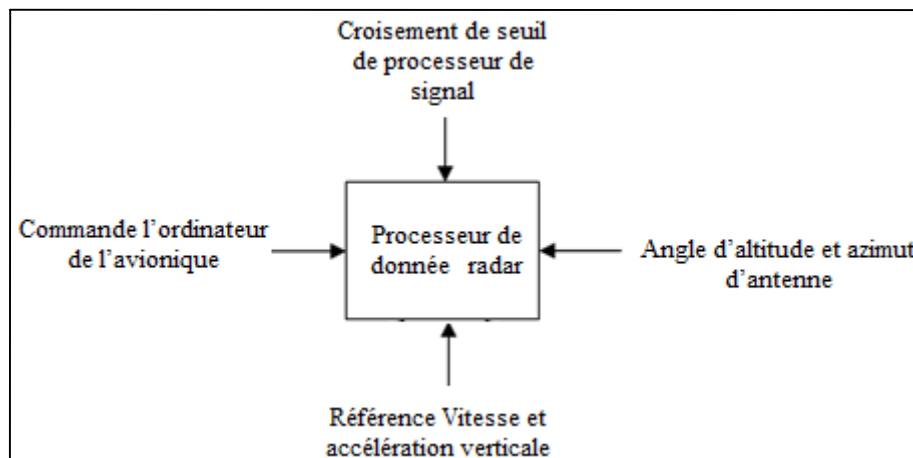 Croisement de seuil
de processeur de
signal
Commande l’ordinateur
de l’avionique
Processeur de
donnée radar
Angle d’altitude et azimut
d’antenne
Référence Vitesse et
accélération verticale